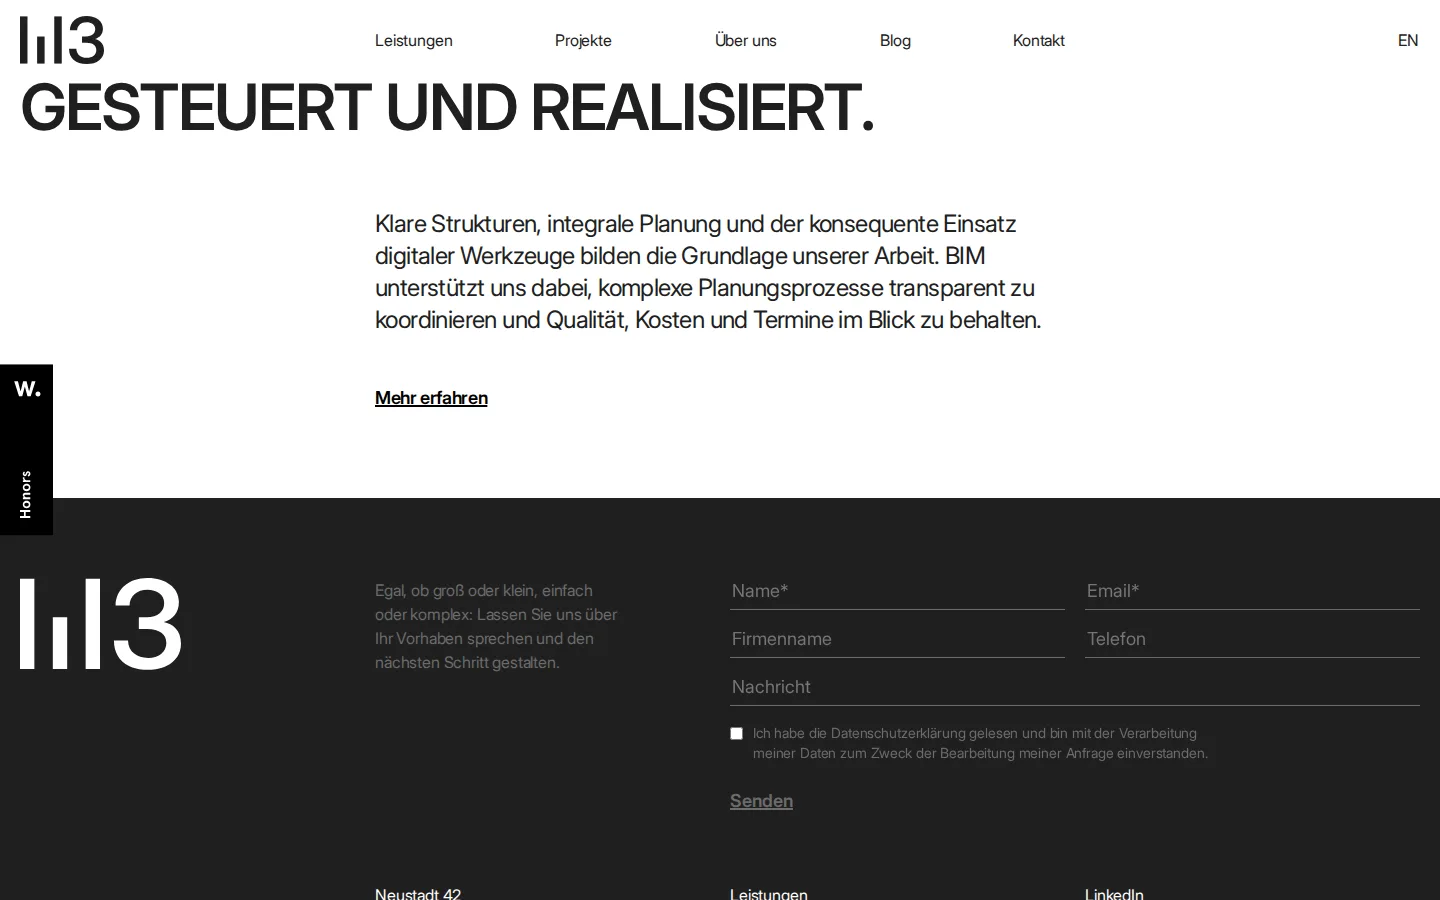 Leistungen Projekte Über uns Blog Kontakt EN
GESTEUERT UND REALISIERT.
Klare Strukturen, integrale Planung und der konsequente Einsatz
digitaler Werkzeuge bilden die Grundlage unserer Arbeit. BIM
unterstützt uns dabei, komplexe Planungsprozesse transparent zu
koordinieren und Qualität, Kosten und Termine im Blick zu behalten.
Mehr erfahren
W.
Honors
Egal, ob groß oder klein, einfach
oder komplex: Lassen Sie uns über
Ihr Vorhaben sprechen und den
nächsten Schritt gestalten.
Name* Email*
Firmenname Telefon
Nachricht
Ich habe die Datenschutzerklärung gelesen und bin mit der Verarbeitung
meiner Daten zum Zweck der Bearbeitung meiner Anfrage einverstanden.
Senden
Neustadt 42 Leistungen LinkedIn